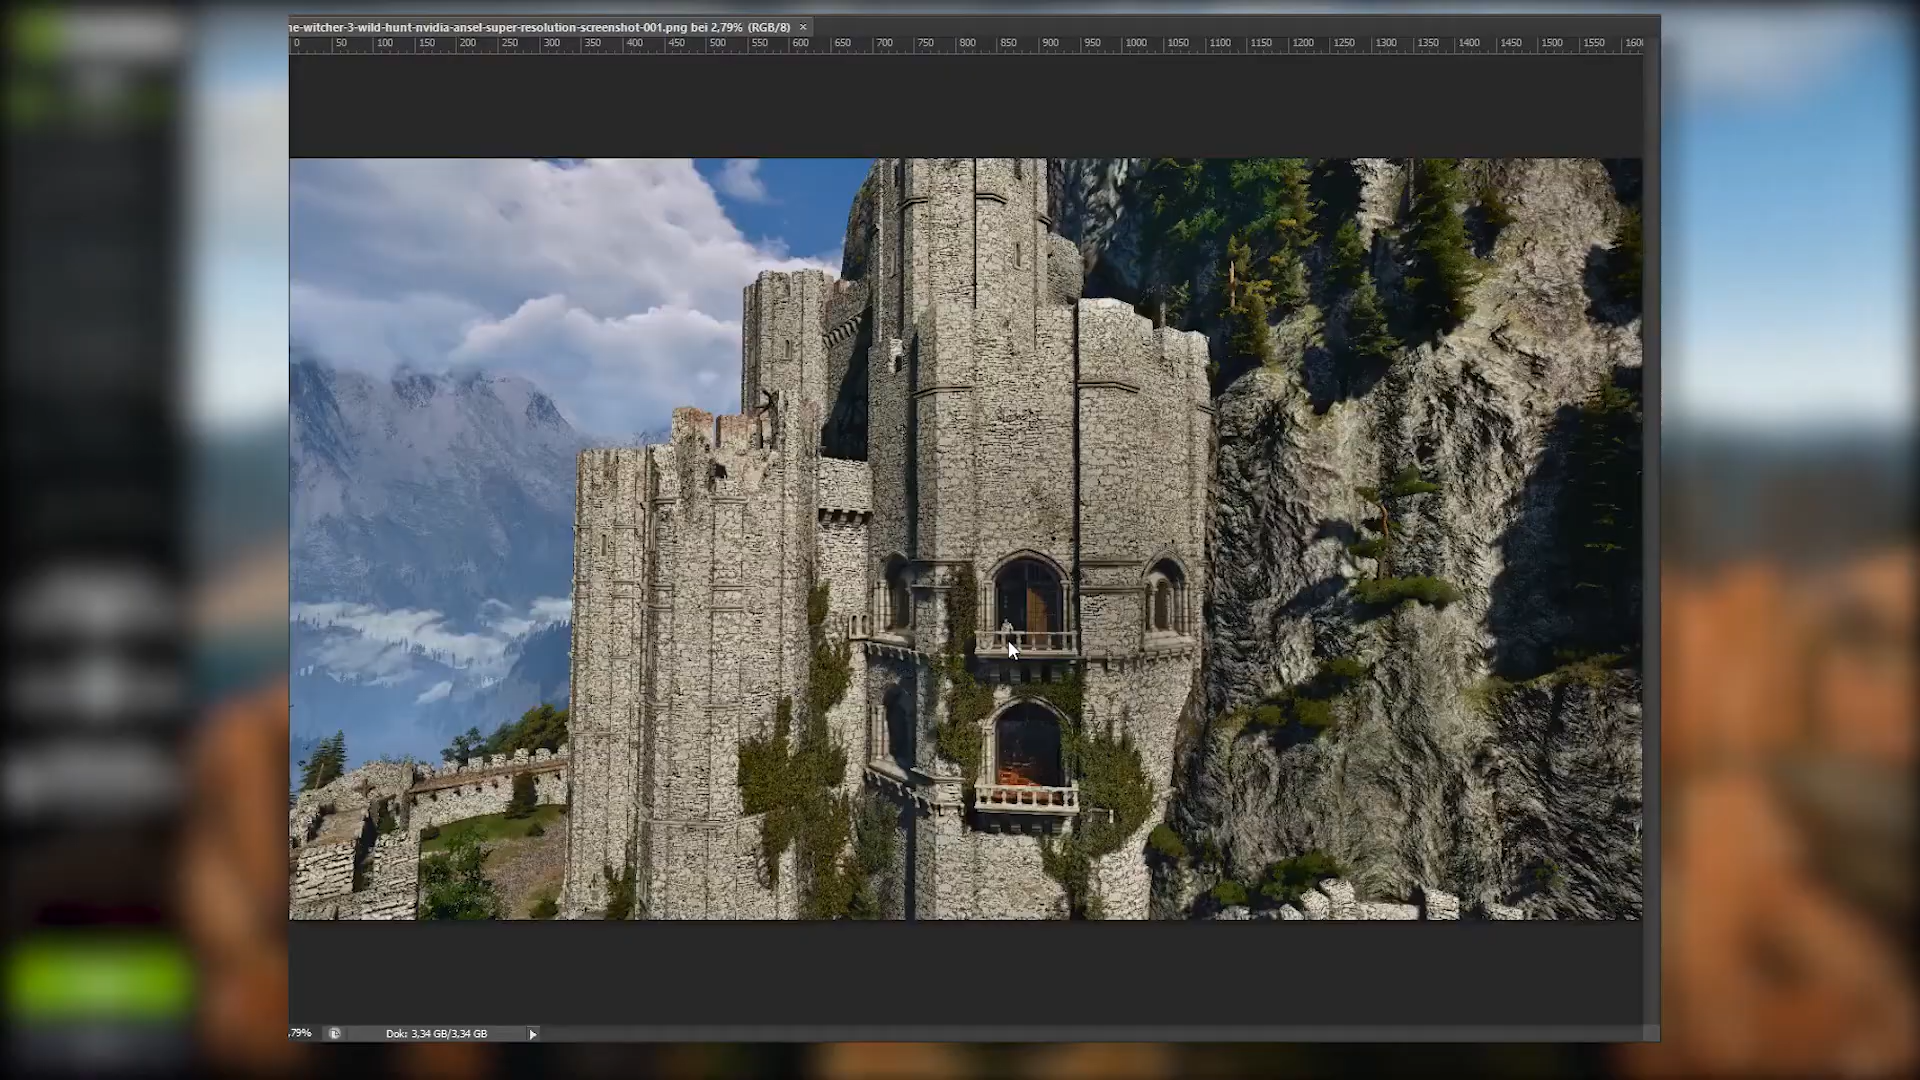 he-witcher-3-wild-hunt-nvidia-ansel-super-resolution-screenshot-001.png bei 2,79% (RGB/8) ×
0 50 100 150 200 250 300 350 400 450 500 550 600 650 700 750 800 850 900 950 1000 1050 1100 1150 1200 1250 1300 1350 1400 1450 1500 1550 160
,79% Dok: 3,34 GB/3,34 GB